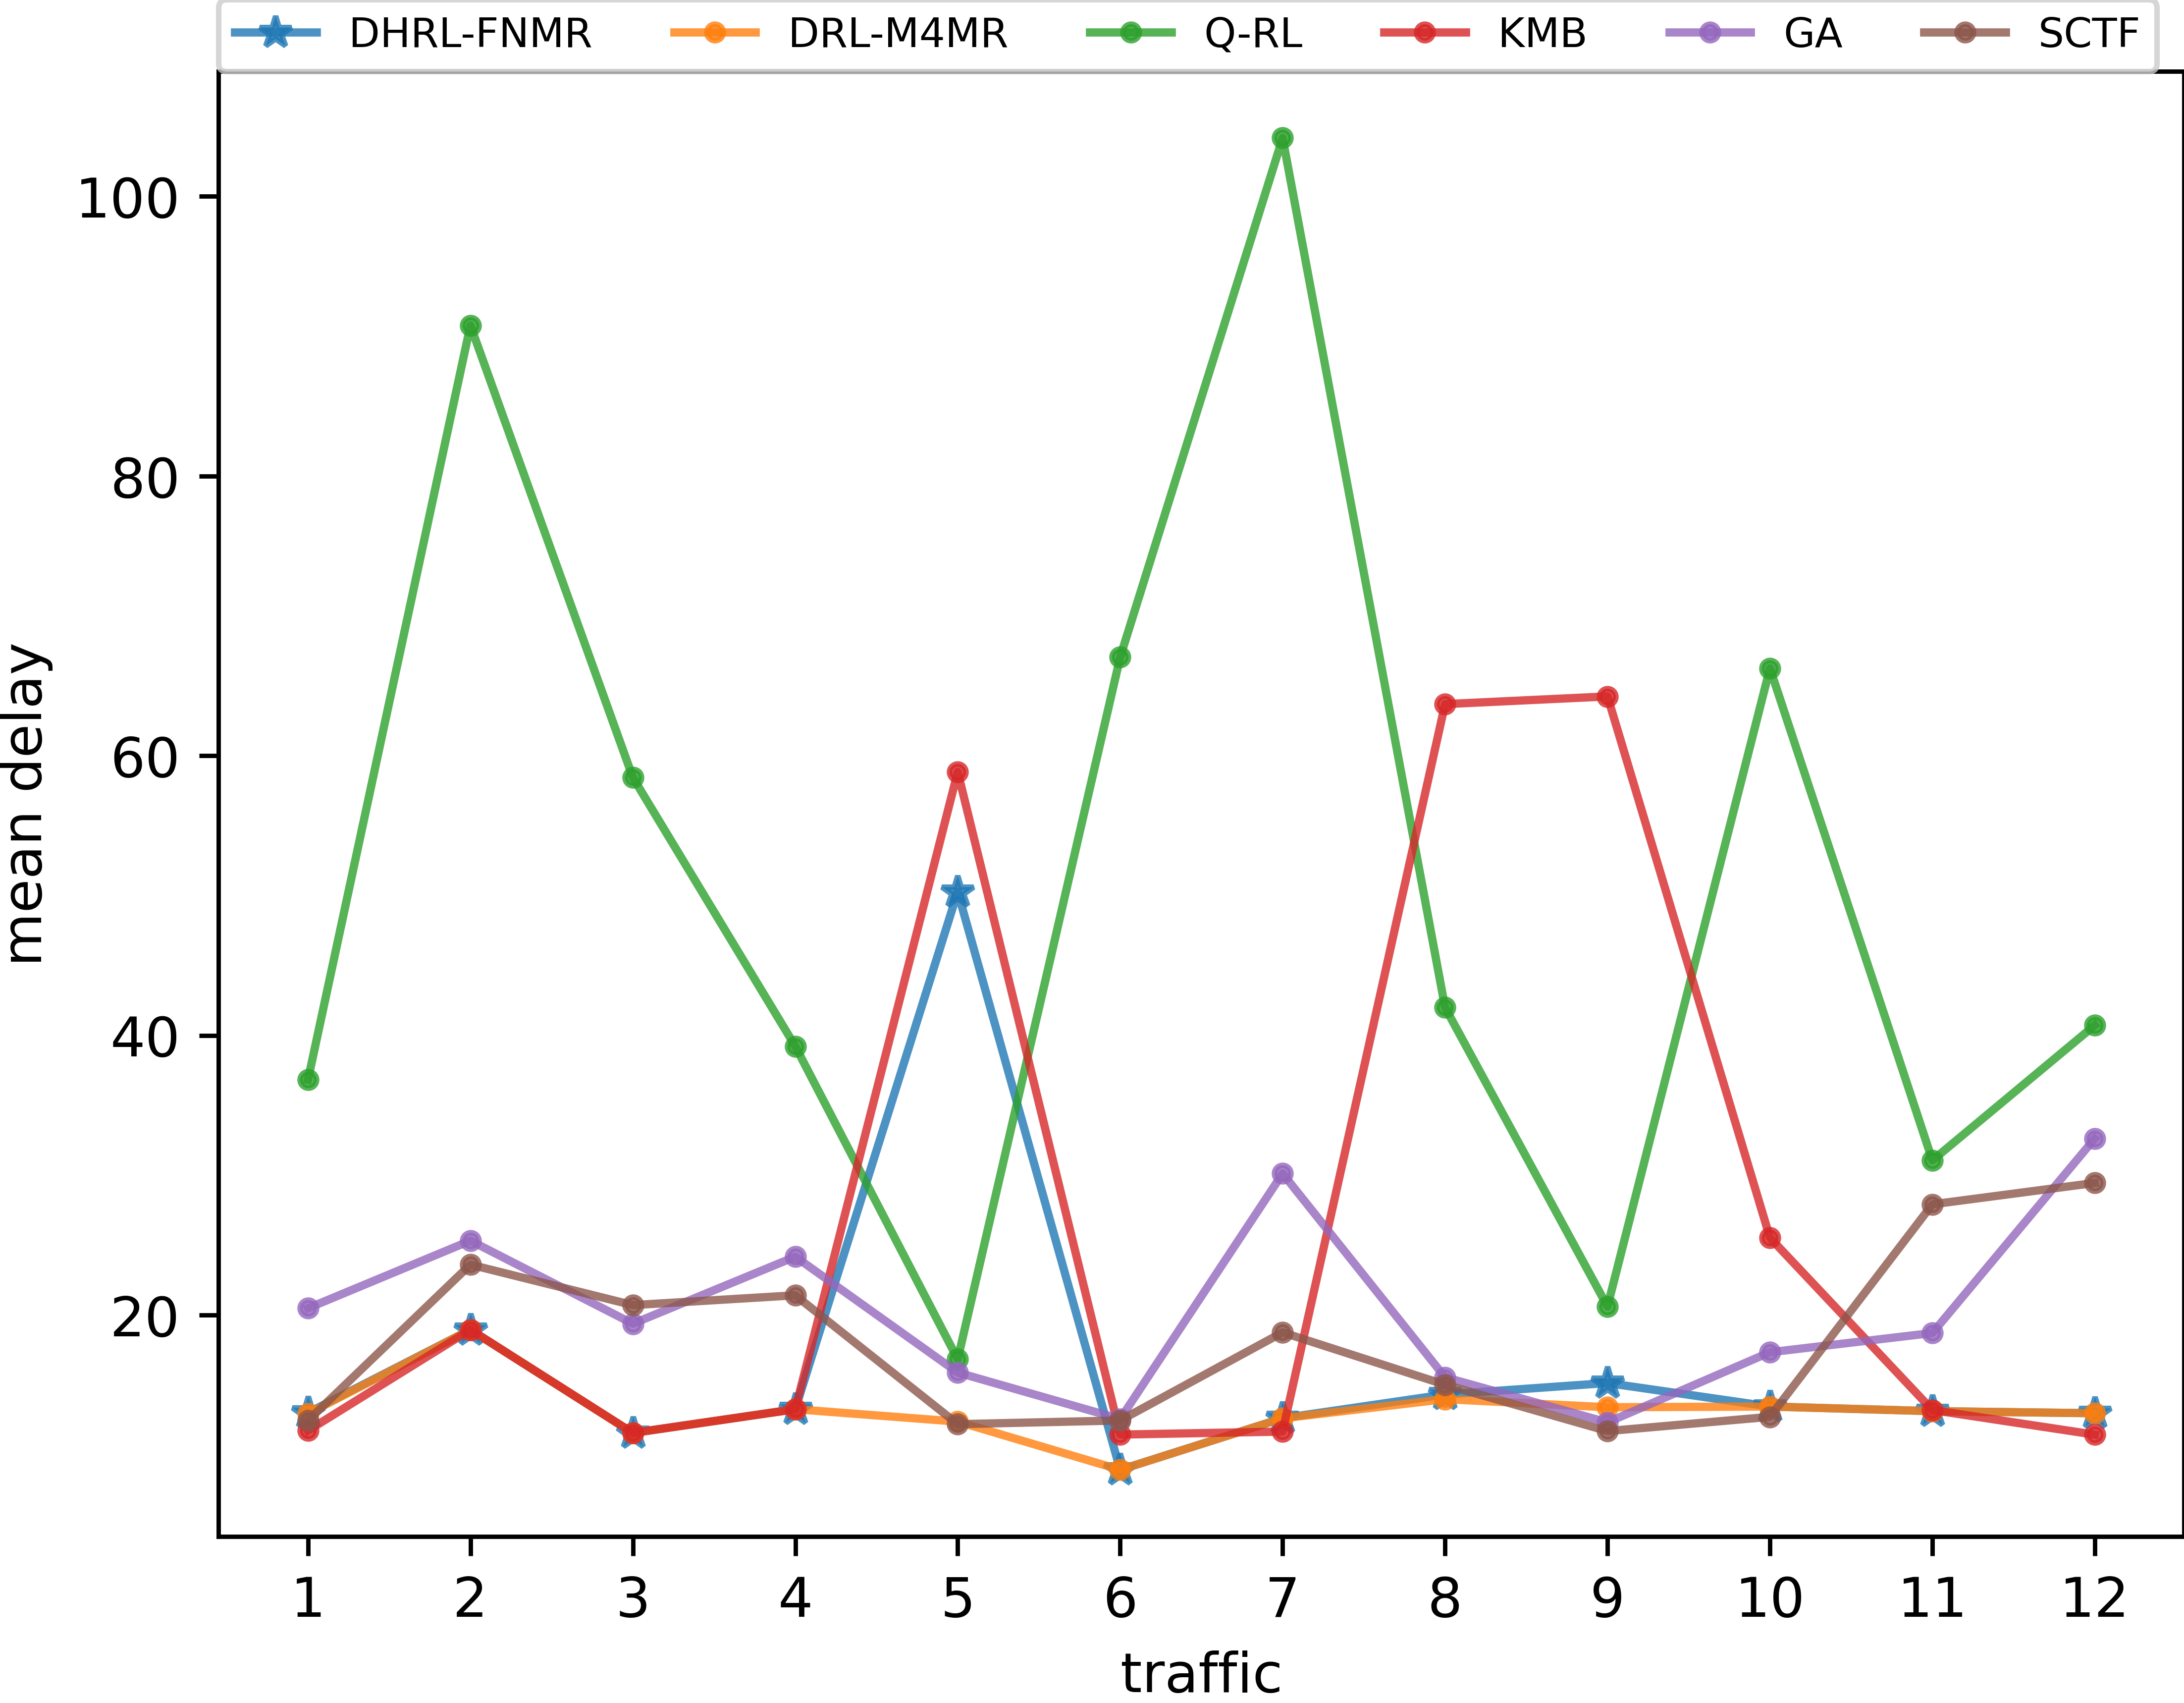 DHRL-FNMR DRL-M4MR Q-RL KMB GA SCTF
100
80
60
40
20
mean delay
1 2 3 4 5 6 7 8 9 10 11 12
traffic